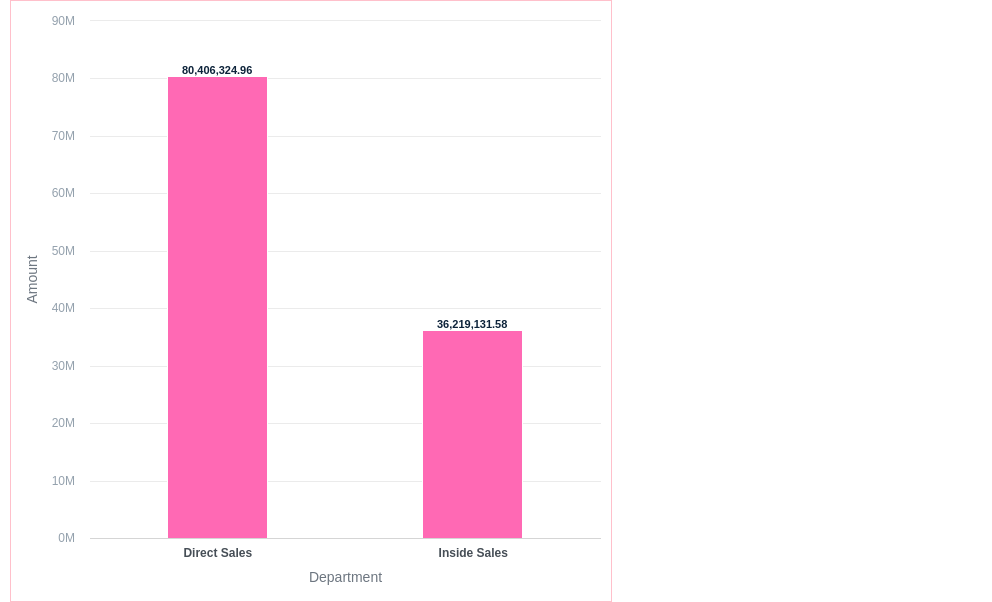 90M
80,406,324.96
80M
70M
60M
50M
Amount
40M
36,219,131.58
30M
20M
10M
0M
Direct Sales
Inside Sales
Department